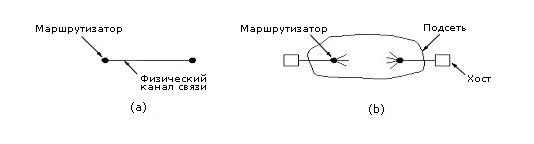 Маршрутизатор
Физический
канал связи
(a)
Маршрутизатор
Подсеть
Хост
(b)